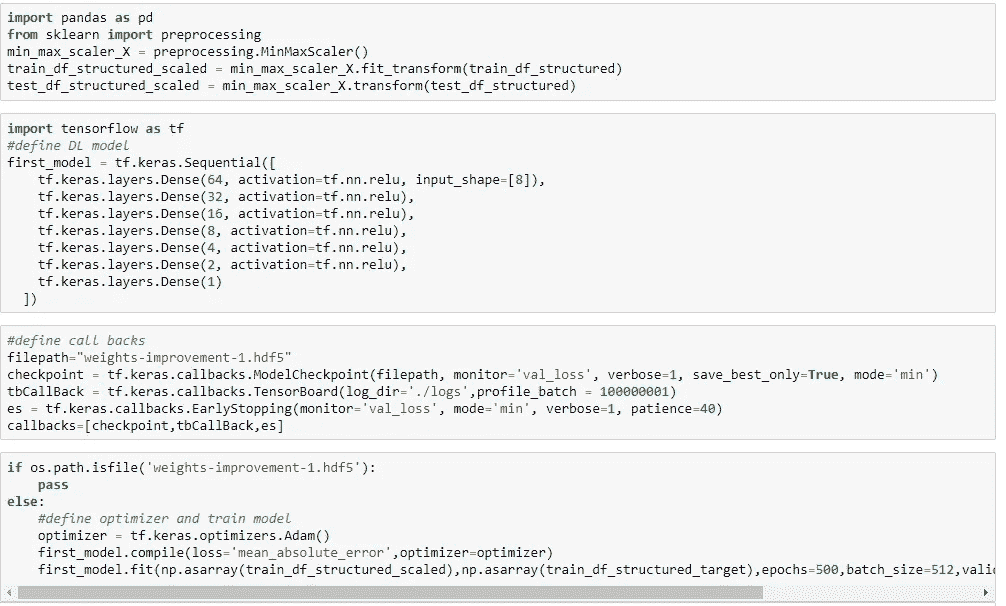 import pandas as pd
from sklearn import preprocessing
min_max_scaler_X = preprocessing.MinMaxScaler()
train_df_structured_scaled = min_max_scaler_X.fit_transform(train_df_structured)
test_df_structured_scaled = min_max_scaler_X.transform(test_df_structured)
import tensorflow as tf
#define DL model
first_model = tf.keras.Sequential([
    tf.keras.layers.Dense(64, activation=tf.nn.relu, input_shape=[8]),
    tf.keras.layers.Dense(32, activation=tf.nn.relu),
    tf.keras.layers.Dense(16, activation=tf.nn.relu),
    tf.keras.layers.Dense(8, activation=tf.nn.relu),
    tf.keras.layers.Dense(4, activation=tf.nn.relu),
    tf.keras.layers.Dense(2, activation=tf.nn.relu),
    tf.keras.layers.Dense(1)
  ])
#define call backs
filepath="weights-improvement-1.hdf5"
checkpoint = tf.keras.callbacks.ModelCheckpoint(filepath, monitor='val_loss', verbose=1, save_best_only=True, mode='min')
tbCallBack = tf.keras.callbacks.TensorBoard(log_dir='./logs',profile_batch = 100000001)
es = tf.keras.callbacks.EarlyStopping(monitor='val_loss', mode='min', verbose=1, patience=40)
callbacks=[checkpoint,tbCallBack,es]
if os.path.isfile('weights-improvement-1.hdf5'):
    pass
else:
    #define optimizer and train model
    optimizer = tf.keras.optimizers.Adam()
    first_model.compile(loss='mean_absolute_error',optimizer=optimizer)
    first_model.fit(np.asarray(train_df_structured_scaled),np.asarray(train_df_structured_target),epochs=500,batch_size=512,vali